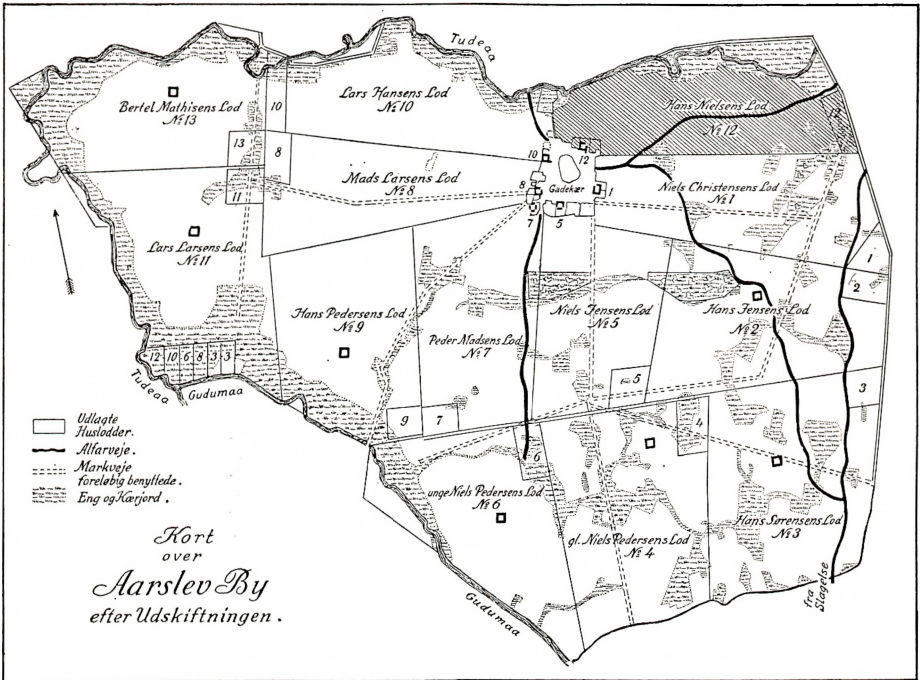 Tudeaa
Bertel Mathisens Lod
№ 13
10
Lars Hansens Lod
№ 10
Hans Nielsens Lod
№ 12
12
13
8
11
Mads Larsens Lod
№ 8
10
12
8
Gadekær
1
7
5
Niels Christensens Lod
№ 1
1
2
Lars Larsens Lod
№ 11
Hans Pedersens Lod
№ 9
Peder Madsens Lod
№ 7
Niels Jensens Lod
№ 5
Hans Jensens Lod
№ 2
12 10 6 8 3 3
Tudeaa
Gudumaa
5
3
9
7
4
6
Udlagte
Huslodder.
Alfarveje.
Markveje
foreløbig benyttede.
Eng og Kærjord.
unge Niels Pedersens Lod
№ 6
gl. Niels Pedersens Lod
№ 4
Hans Sørensens Lod
№ 3
Kort
over
Aarslev By
efter Udskiftningen.
Gudumaa
fra
Slagelse